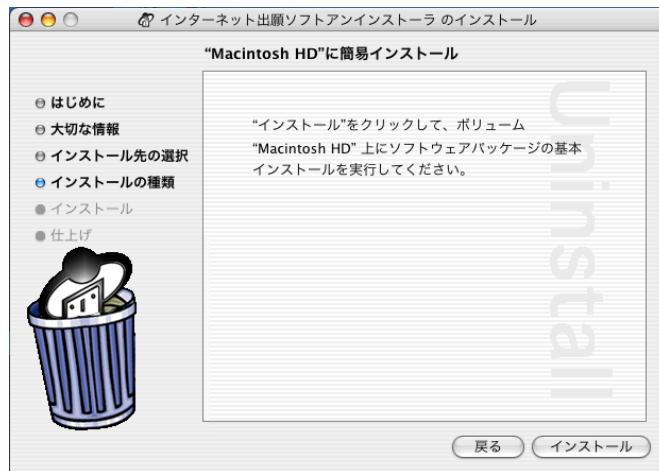 インターネット出願ソフトアンインストーラ のインストール
“Macintosh HD”に簡易インストール
はじめに
大切な情報
インストール先の選択
インストールの種類
インストール
仕上げ
“インストール”をクリックして、ボリューム
“Macintosh HD” 上にソフトウェアパッケージの基本
インストールを実行してください。
Uninstall
戻る
インストール